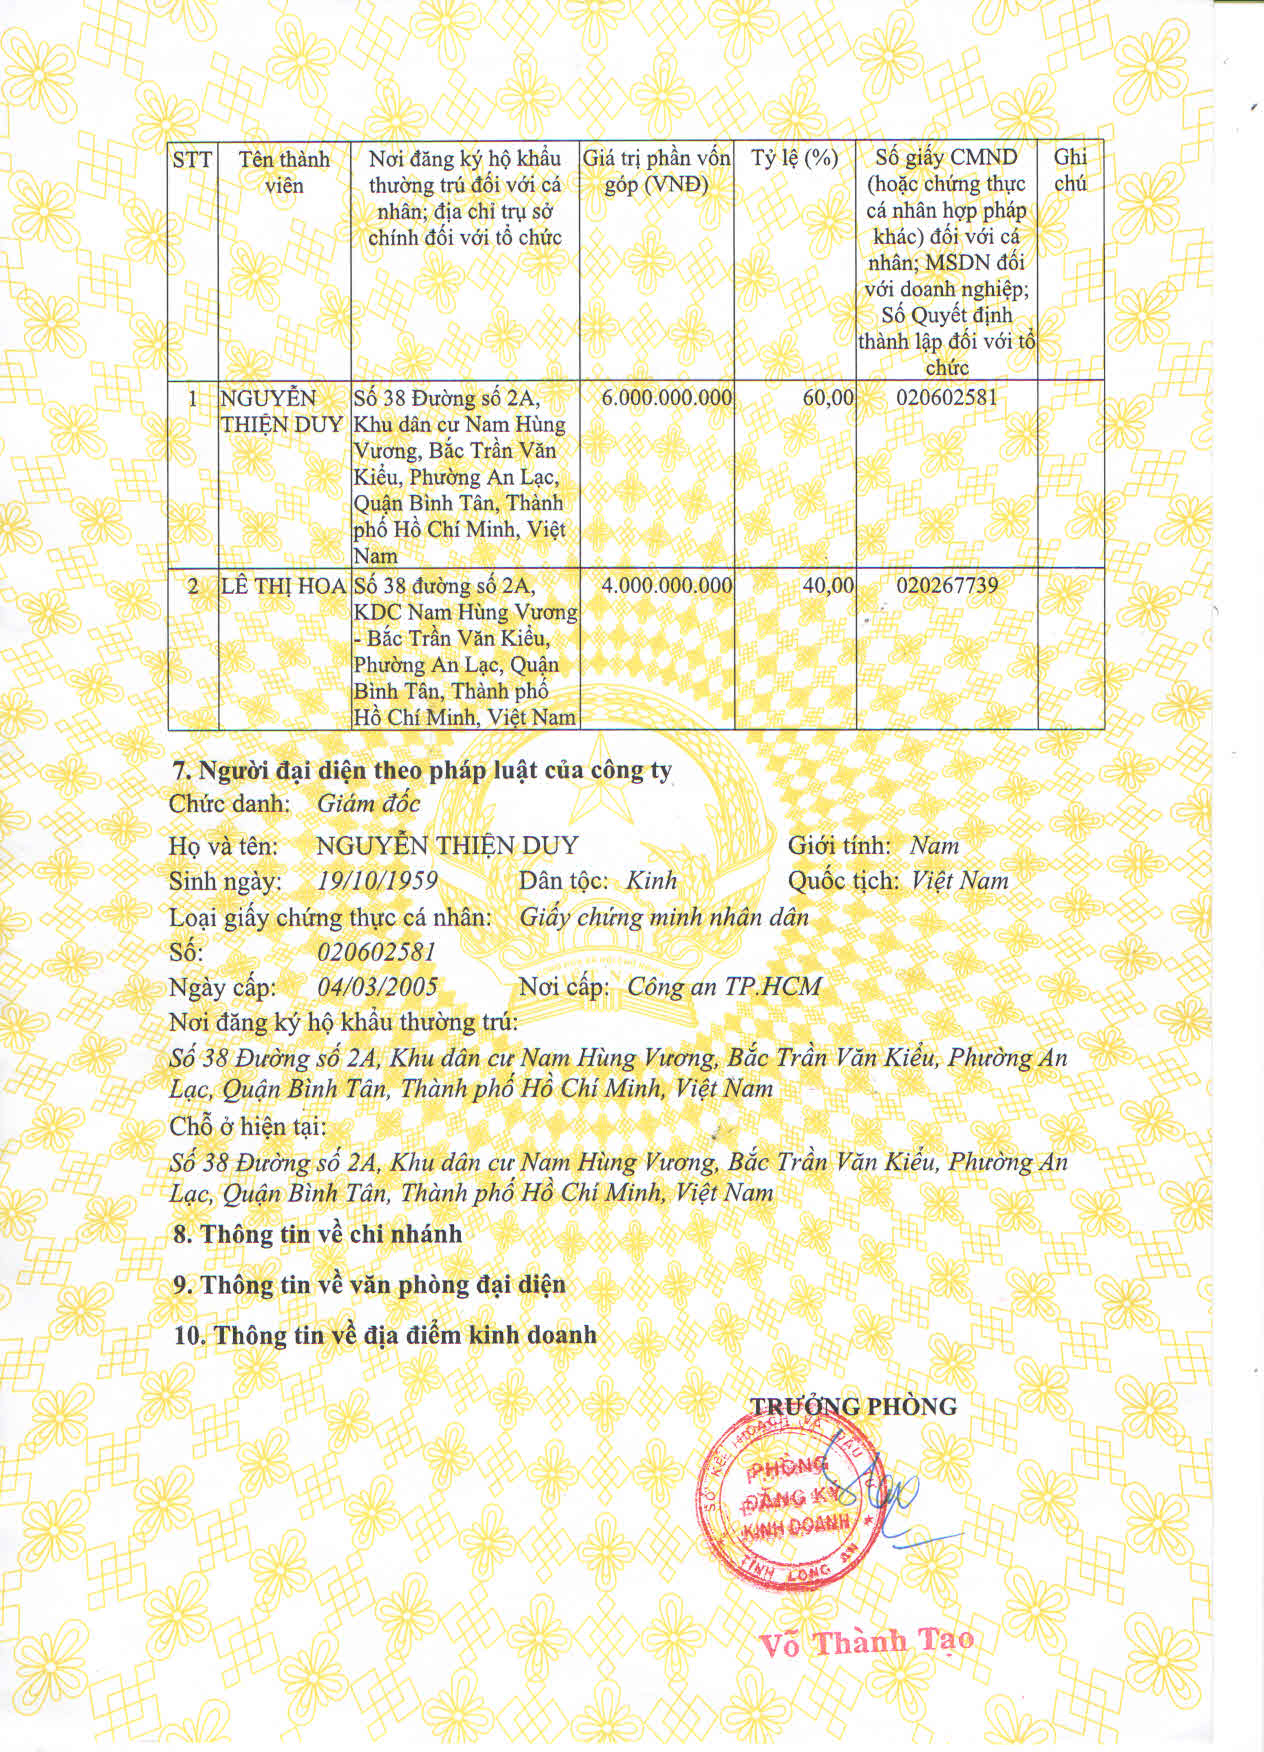 STT Tên thành viên Nơi đăng ký hộ khẩu thường trú đối với cá nhân; địa chỉ trụ sở chính đối với tổ chức Giá trị phần vốn góp (VNĐ) Tỷ lệ (%) Số giấy CMND (hoặc chứng thực cá nhân hợp pháp khác) đối với cá nhân; MSDN đối với doanh nghiệp; Số Quyết định thành lập đối với tổ chức Ghi chú
1 NGUYỄN THIỆN DUY Số 38 Đường số 2A, Khu dân cư Nam Hùng Vương, Bắc Trần Văn Kiểu, Phường An Lạc, Quận Bình Tân, Thành phố Hồ Chí Minh, Việt Nam 6.000.000.000 60,00 020602581
2 LÊ THỊ HOA Số 38 đường số 2A, KDC Nam Hùng Vương - Bắc Trần Văn Kiểu, Phường An Lạc, Quận Bình Tân, Thành phố Hồ Chí Minh, Việt Nam 4.000.000.000 40,00 020267739
7. Người đại diện theo pháp luật của công ty
Chức danh: Giám đốc
Họ và tên: NGUYỄN THIỆN DUY Giới tính: Nam
Sinh ngày: 19/10/1959 Dân tộc: Kinh Quốc tịch: Việt Nam
Loại giấy chứng thực cá nhân: Giấy chứng minh nhân dân
Số: 020602581
Ngày cấp: 04/03/2005 Nơi cấp: Công an TP.HCM
Nơi đăng ký hộ khẩu thường trú:
Số 38 Đường số 2A, Khu dân cư Nam Hùng Vương, Bắc Trần Văn Kiểu, Phường An
Lạc, Quận Bình Tân, Thành phố Hồ Chí Minh, Việt Nam
Chỗ ở hiện tại:
Số 38 Đường số 2A, Khu dân cư Nam Hùng Vương, Bắc Trần Văn Kiểu, Phường An
Lạc, Quận Bình Tân, Thành phố Hồ Chí Minh, Việt Nam
8. Thông tin về chi nhánh
9. Thông tin về văn phòng đại diện
10. Thông tin về địa điểm kinh doanh
TRƯỞNG PHÒNG
SỞ KẾ HOẠCH VÀ ĐẦU TƯ
PHÒNG
ĐĂNG KÝ
KINH DOANH
TỈNH LONG AN
Võ Thành Tạo